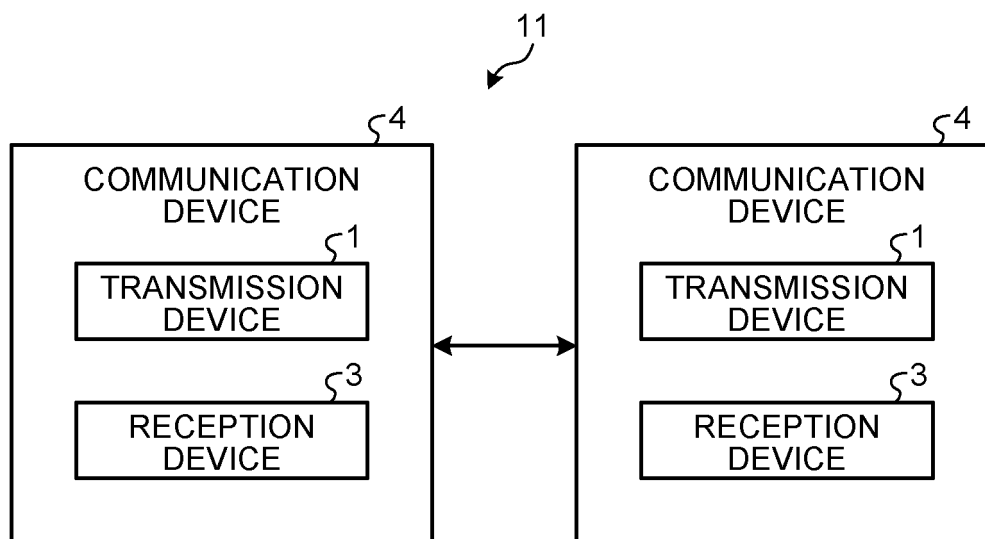 11
4
COMMUNICATION
DEVICE
1
TRANSMISSION
DEVICE
3
RECEPTION
DEVICE
4
COMMUNICATION
DEVICE
1
TRANSMISSION
DEVICE
3
RECEPTION
DEVICE